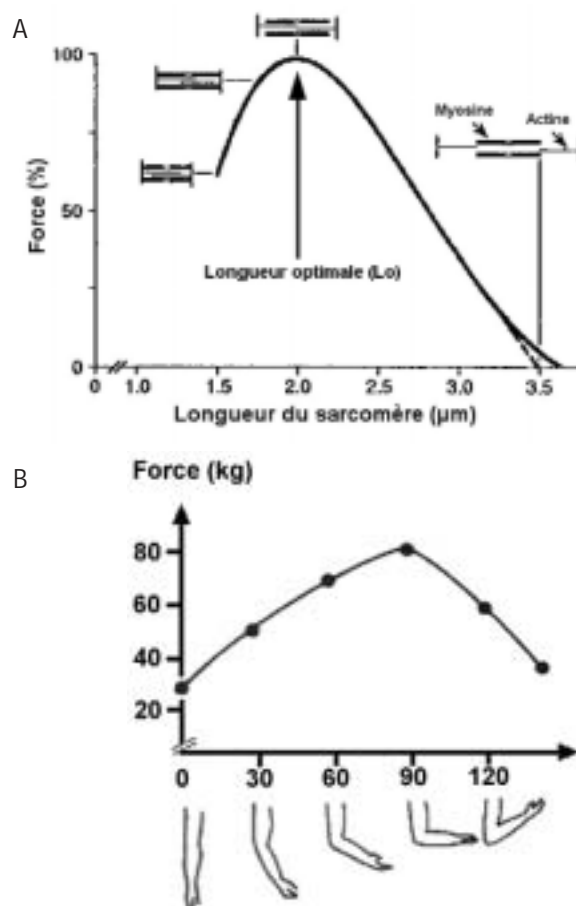 A
100
50
0
Force (%)
Myosine
Actine
Longueur optimale (Lo)
0 1.0 1.5 2.0 2.5 3.0 3.5
Longueur du sarcomère (µm)
B
Force (kg)
80
60
40
20
0 30 60 90 120